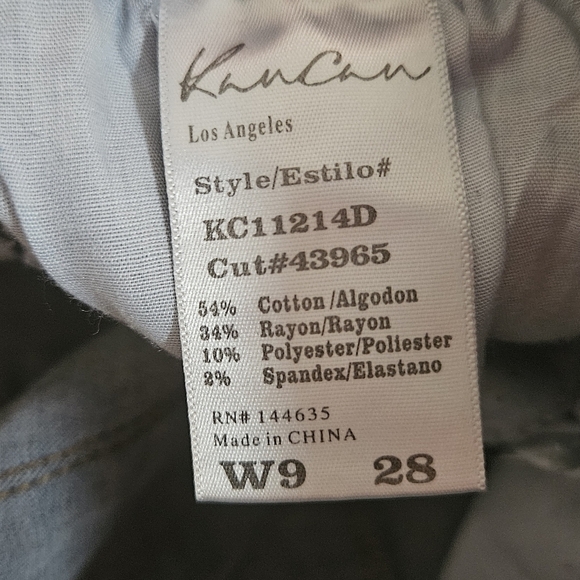 KanCan
Los Angeles
Style/Estilo#
KC11214D
Cut#43965
54% Cotton/Algodon
34% Rayon/Rayon
10% Polyester/Poliester
2% Spandex/Elastano
RN# 144635
Made in CHINA
W9 28